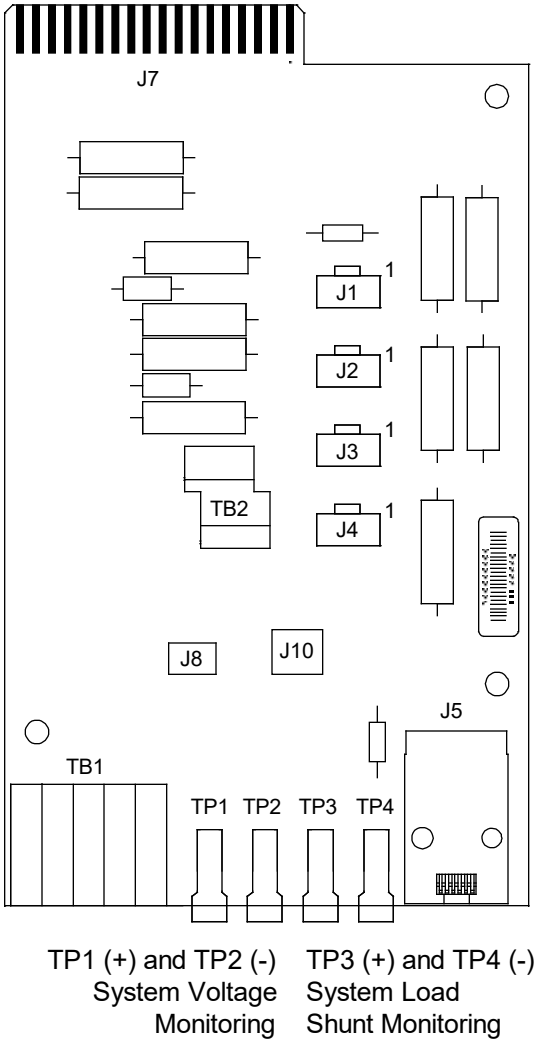 J7
1
J1
1
J2
1
J3
1
J4
TB2
J8
J10
J5
TB1
TP1 TP2 TP3 TP4
TP1 (+) and TP2 (-) TP3 (+) and TP4 (-)
System Voltage System Load
Monitoring Shunt Monitoring